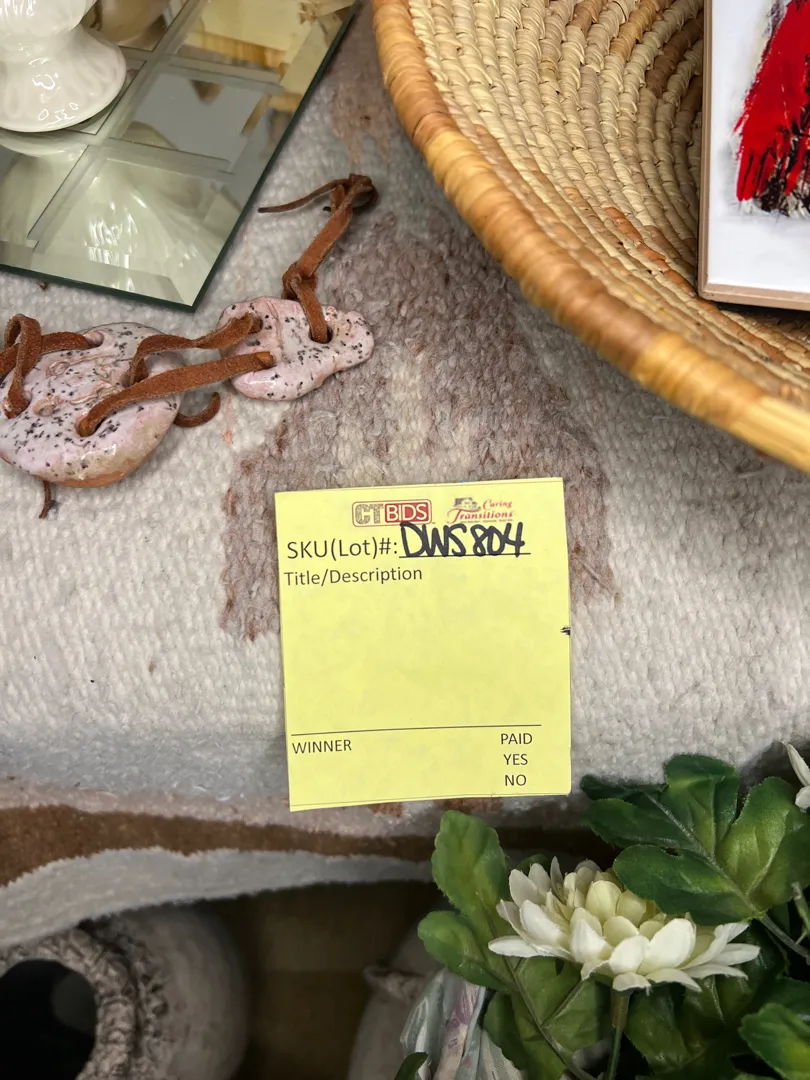 CTBIDS Caring Transitions
SKU(Lot)#: DWS804
Title/Description
WINNER PAID
YES
NO